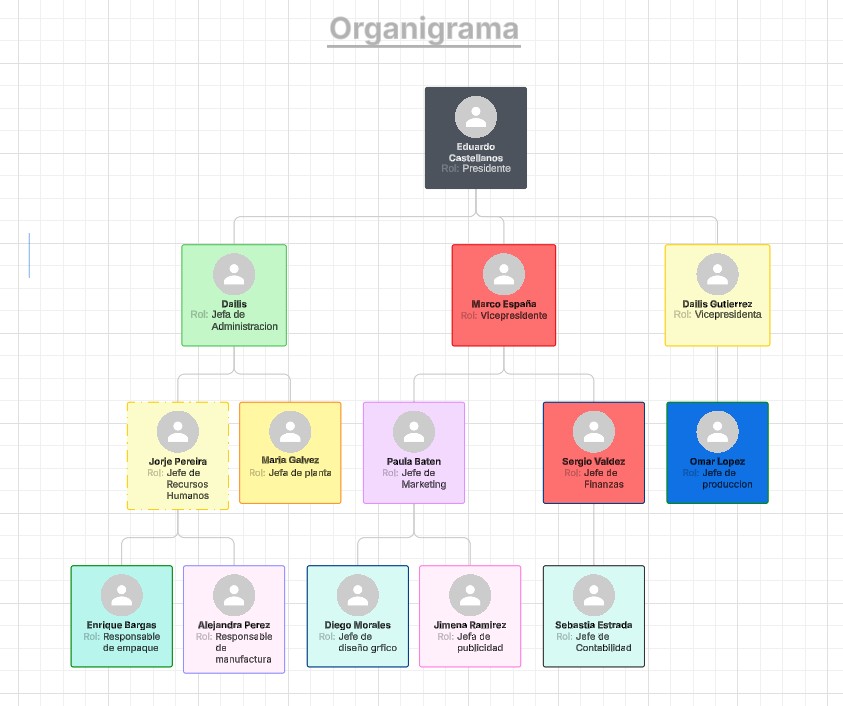 Organigrama
Eduardo
Castellanos
Rol: Presidente
Dailis
Rol: Jefa de
Administracion
Marco España
Rol: Vicepresidente
Dailis Gutierrez
Rol: Vicepresidenta
Jorje Pereira
Rol: Jefe de
Recursos
Humanos
Maria Galvez
Rol: Jefa de planta
Paula Baten
Rol: Jefe de
Marketing
Sergio Valdez
Rol: Jefe de
Finanzas
Omar Lopez
Rol: Jefe de
produccion
Enrique Bargas
Rol: Responsable
de empaque
Alejandra Perez
Rol: Responsable
de
manufactura
Diego Morales
Rol: Jefe de
diseño grfico
Jimena Ramirez
Rol: Jefa de
publicidad
Sebastia Estrada
Rol: Jefe de
Contabilidad